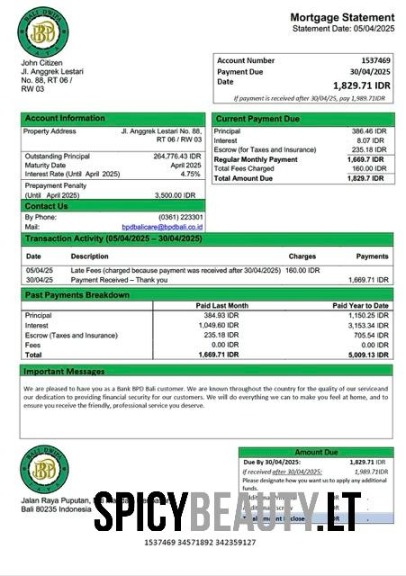 BALI DWIPA
BPD
Mortgage Statement
Statement Date: 05/04/2025
John Citizen
Jl. Anggrek Lestari
No. 88, RT 06 /
RW 03
Account Number 1537469
Payment Due 30/04/2025
Date
1,829.71 IDR
If payment is received after 30/04/25, pay 1,989.71IDR
Account Information
Property Address Jl. Anggrek Lestari No. 88,
RT 06 / RW 03
Outstanding Principal 264,776.43 IDR
Maturity Date April 2025
Interest Rate (Until April 2025) 4.75%
Prepayment Penalty
(Until April 2025) 3,500.00 IDR
Contact Us
By Phone: (0361) 223301
Mail: bpdbalicare@bpdbali.co.id
Current Payment Due
Principal 386.46 IDR
Interest 8.07 IDR
Escrow (for Taxes and Insurance) 235.18 IDR
Regular Monthly Payment 1,669.7 IDR
Total Fees Charged 160.00 IDR
Total Amount Due 1,829.7 IDR
Transaction Activity (05/04/2025 – 30/04/2025)
Date Description Charges Payments
05/04/25 Late Fees (charged because payment was received after 30/04/2025) 160.00 IDR
30/04/25 Payment Received – Thank you 1,669.71 IDR
Past Payments Breakdown
Paid Last Month Paid Year to Date
Principal 384.93 IDR 1,150.25 IDR
Interest 1,049.60 IDR 3,153.34 IDR
Escrow (Taxes and Insurance) 235.18 IDR 705.54 IDR
Fees 0.00 IDR 0.00 IDR
Total 1,669.71 IDR 5,009.13 IDR
Important Messages
We are pleased to have you as a Bank BPD Bali customer. We are known throughout the country for the quality of our serviceand
our dedication to providing financial security for our customers. We will do everything we can to make you feel at home, and to
ensure you receive the friendly, professional service you deserve.
BALI DWIPA
BPD
Jalan Raya Puputan,
Bali 80235 Indonesia
Amount Due
Due By 30/04/2025: 1,829.71 IDR
If received after 30/04/2025: 1,989.71IDR
Please designate how you want us to apply any additional
funds.
SPICYBEAUTY.LT
1537469 34571892 342359127